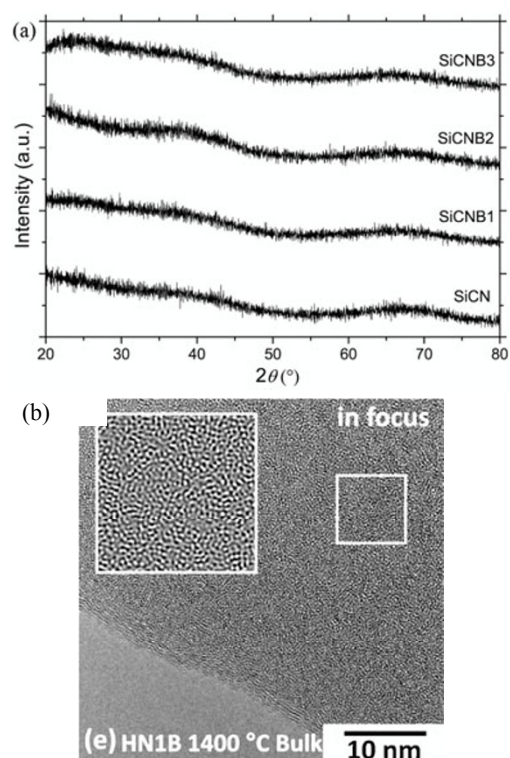 (a)
SiCNB3
SiCNB2
SiCNB1
SiCN
Intensity (a.u.)
20 30 40 50 60 70 80
2θ (°)
(b)
in focus
(e) HN1B 1400 °C Bulk
10 nm